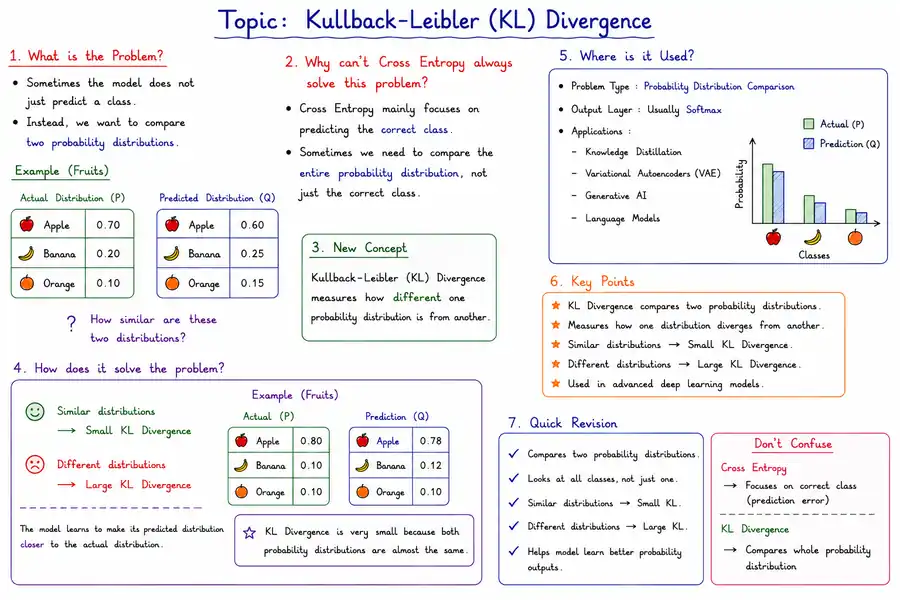 Topic: Kullback-Leibler (KL) Divergence
1. What is the Problem?
• Sometimes the model does not
just predict a class.
• Instead, we want to compare
two probability distributions.
Example (Fruits)
Actual Distribution (P)
Apple 0.70
Banana 0.20
Orange 0.10
Predicted Distribution (Q)
Apple 0.60
Banana 0.25
Orange 0.15
? How similar are these
two distributions?
2. Why can't Cross Entropy always
solve this problem?
• Cross Entropy mainly focuses on
predicting the correct class.
• Sometimes we need to compare the
entire probability distribution, not
just the correct class.
3. New Concept
Kullback-Leibler (KL) Divergence
measures how different one
probability distribution is from another.
4. How does it solve the problem?
Similar distributions
→ Small KL Divergence
Different distributions
→ Large KL Divergence
The model learns to make its predicted distribution
closer to the actual distribution.
Example (Fruits)
Actual (P)
Apple 0.80
Banana 0.10
Orange 0.10
Prediction (Q)
Apple 0.78
Banana 0.12
Orange 0.10
KL Divergence is very small because both
probability distributions are almost the same.
5. Where is it Used?
• Problem Type : Probability Distribution Comparison
• Output Layer : Usually Softmax
• Applications :
- Knowledge Distillation
- Variational Autoencoders (VAE)
- Generative AI
- Language Models
Actual (P)
Prediction (Q)
Probability
Classes
6. Key Points
KL Divergence compares two probability distributions.
Measures how one distribution diverges from another.
Similar distributions → Small KL Divergence.
Different distributions → Large KL Divergence.
Used in advanced deep learning models.
7. Quick Revision
✓ Compares two probability distributions.
✓ Looks at all classes, not just one.
✓ Similar distributions → Small KL.
✓ Different distributions → Large KL.
✓ Helps model learn better probability
outputs.
Don't Confuse
Cross Entropy
→ Focuses on correct class
(prediction error)
KL Divergence
→ Compares whole probability
distribution